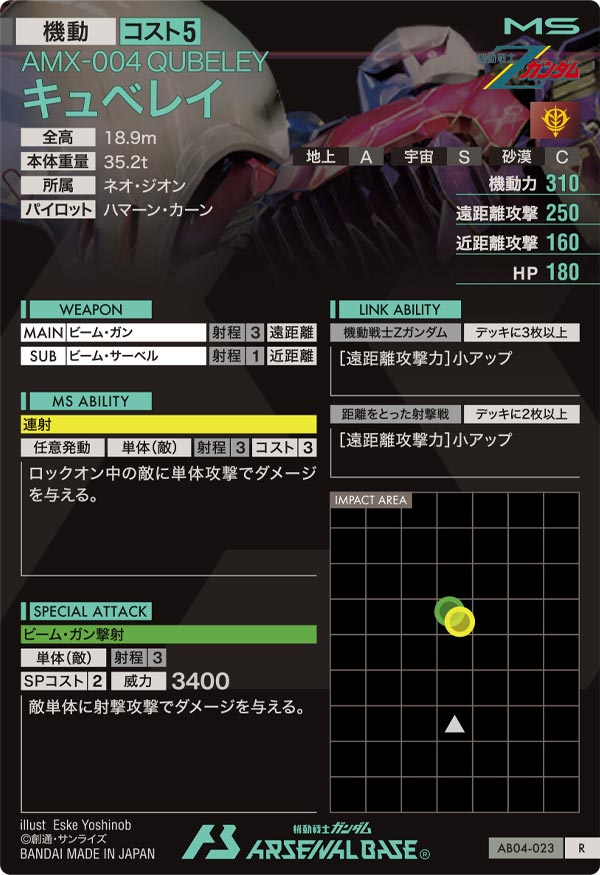 機動 コスト5 MS
AMX-004 QUBELEY
機動戦士Zガンダム
キュベレイ
全高 18.9m
本体重量 35.2t
所属 ネオ・ジオン
パイロット ハマーン・カーン
地上 A 宇宙 S 砂漠 C
機動力 310
遠距離攻撃 250
近距離攻撃 160
HP 180
WEAPON
MAIN ビーム・ガン 射程 3 遠距離
SUB ビーム・サーベル 射程 1 近距離
MS ABILITY
連射
任意発動 単体(敵) 射程 3 コスト 3
ロックオン中の敵に単体攻撃でダメージ
を与える。
SPECIAL ATTACK
ビーム・ガン撃射
単体(敵) 射程 3
SPコスト 2 威力 3400
敵単体に射撃攻撃でダメージを与える。
LINK ABILITY
機動戦士Zガンダム デッキに3枚以上
[遠距離攻撃力]小アップ
距離をとった射撃戦 デッキに2枚以上
[遠距離攻撃力]小アップ
IMPACT AREA
illust Eske Yoshinob
©創通・サンライズ
BANDAI MADE IN JAPAN
機動戦士ガンダム
AB ARSENAL BASE®
AB04-023 R